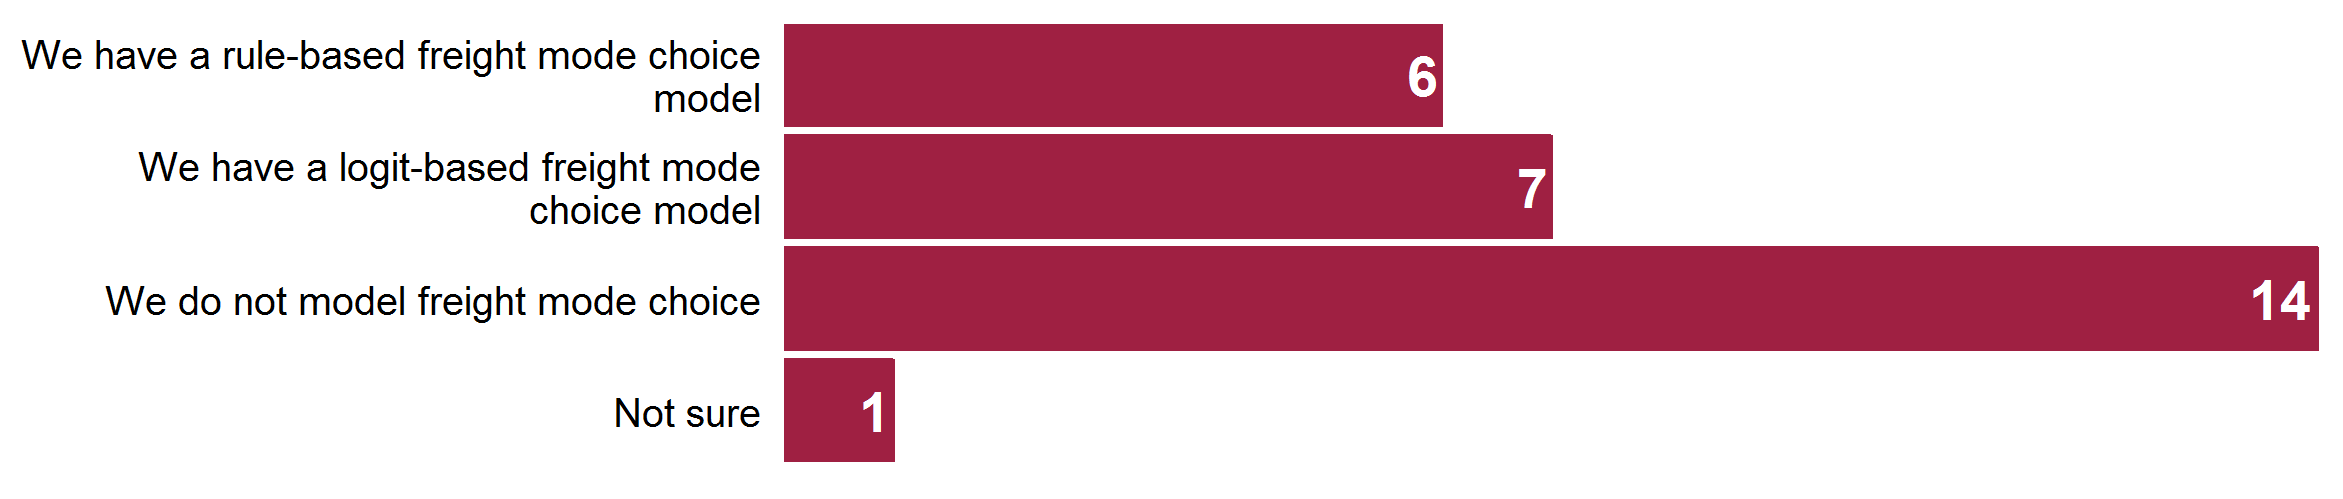 We have a rule-based freight mode choice
model
6
We have a logit-based freight mode
choice model
7
We do not model freight mode choice
14
Not sure
1